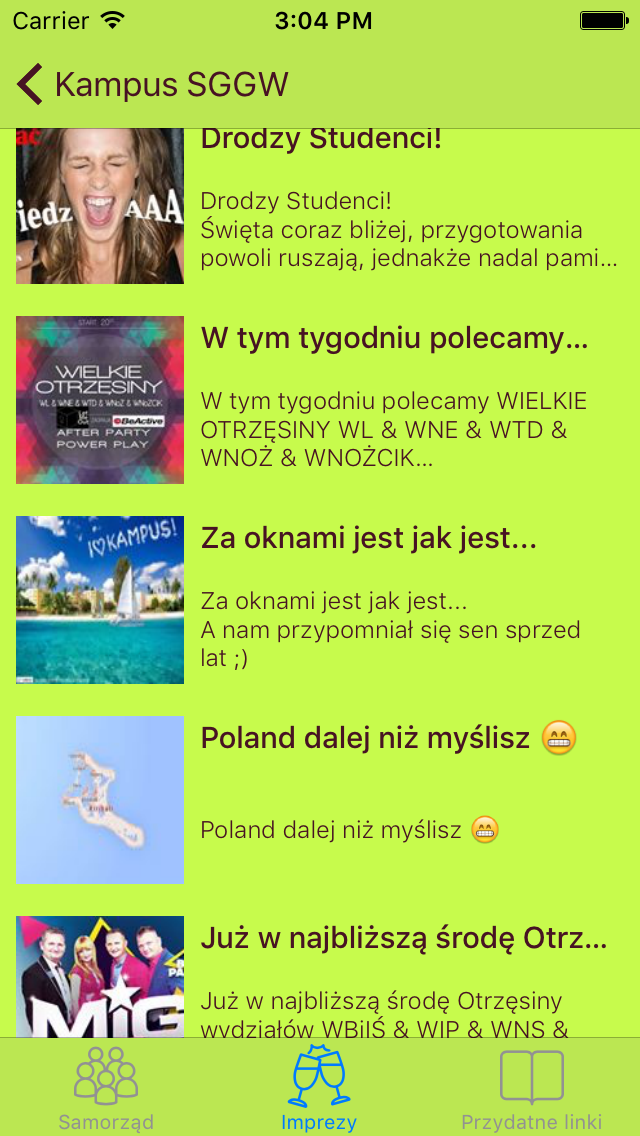 Carrier
3:04 PM
Kampus SGGW
Drodzy Studenci!
iedz
AAA
Drodzy Studenci!
Święta coraz bliżej, przygotowania
powoli ruszają, jednakże nadal pami...
START 20
WIELKIE
OTRZĘSINY
WL & WNE & WTD & WNoŻ & WNoŻCIK
BeActive
AFTER PARTY
POWER PLAY
W tym tygodniu polecamy...
W tym tygodniu polecamy WIELKIE
OTRZĘSINY WL & WNE & WTD &
WNOŻ & WNOŻCIK...
I♡KAMPUS!
Za oknami jest jak jest...
Za oknami jest jak jest...
A nam przypomniał się sen sprzed
lat ;)
Poland dalej niż myślisz 😁
Poland dalej niż myślisz 😁
MiG
Już w najbliższą środę Otrz...
Już w najbliższą środę Otrzęsiny
wydziałów WBiIŚ & WIP & WNS &
Samorząd
Imprezy
Przydatne linki